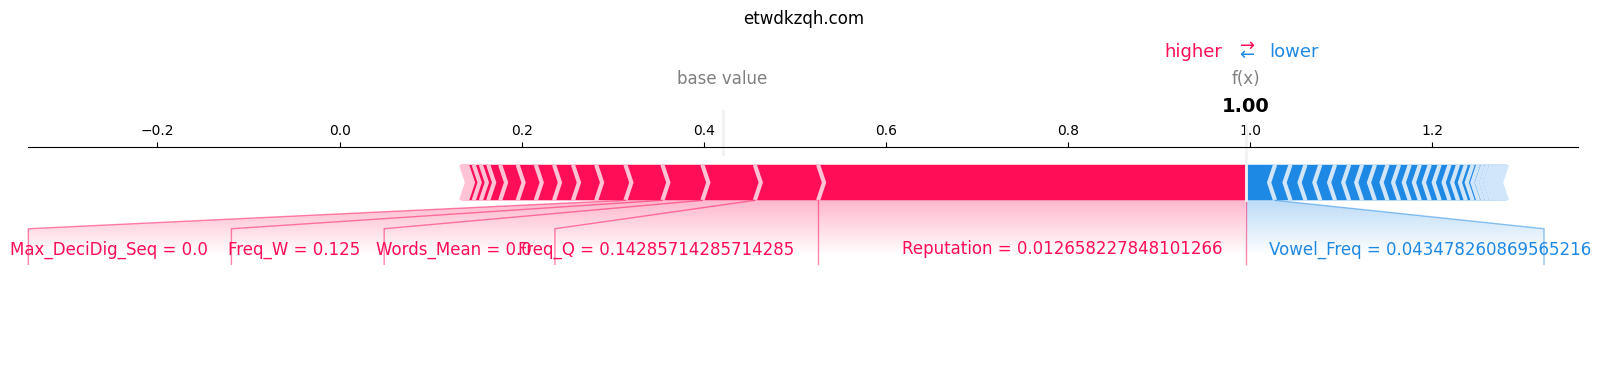 etwdkzqh.com
higher ⇄ lower
base value f(x)
1.00
−0.2 0.0 0.2 0.4 0.6 0.8 1.0 1.2
Max_DeciDig_Seq = 0.0 Freq_W = 0.125 Words_Mean = 0.0 Freq_Q = 0.14285714285714285 Reputation = 0.012658227848101266 Vowel_Freq = 0.043478260869565216